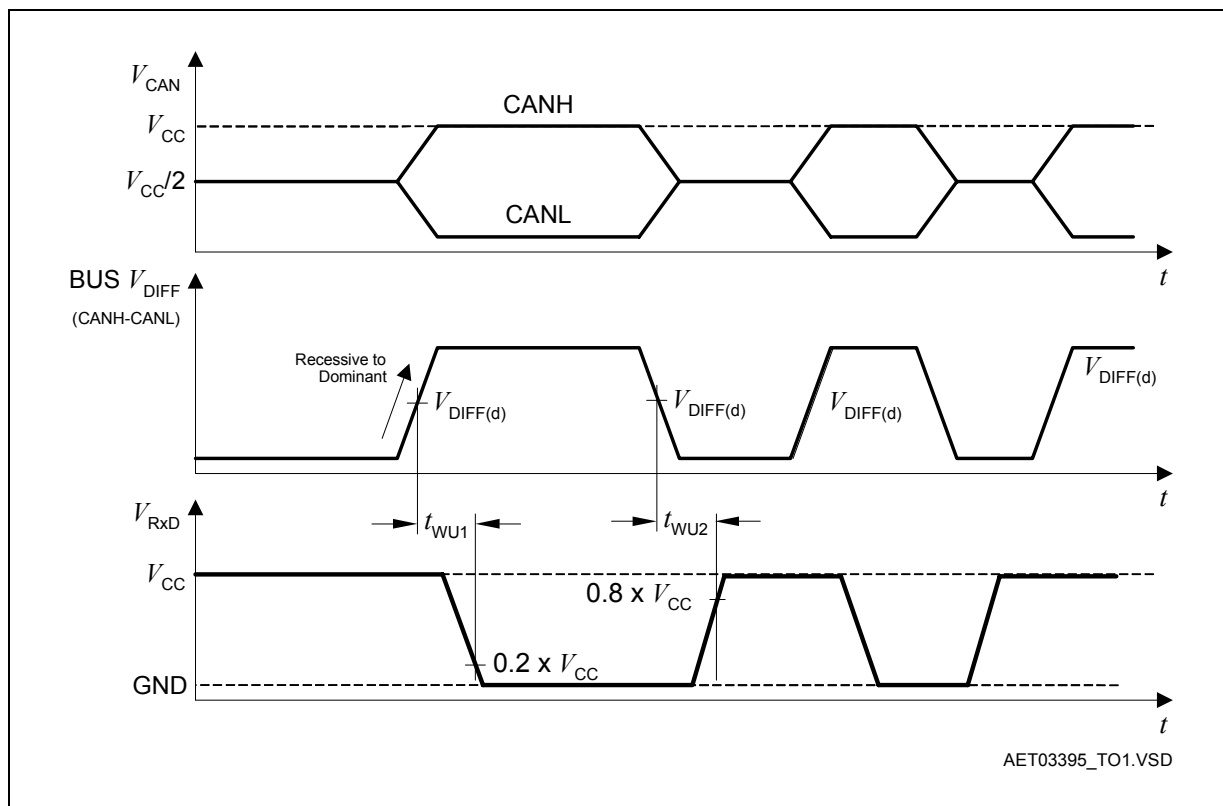 V_CAN
CANH
V_CC
V_CC/2
CANL
t
BUS V_DIFF
(CANH-CANL)
Recessive to
Dominant
V_DIFF(d)
V_DIFF(d)
V_DIFF(d)
V_DIFF(d)
t
V_RxD
t_WU1
t_WU2
V_CC
0.8 x V_CC
0.2 x V_CC
GND
t
AET03395_TO1.VSD